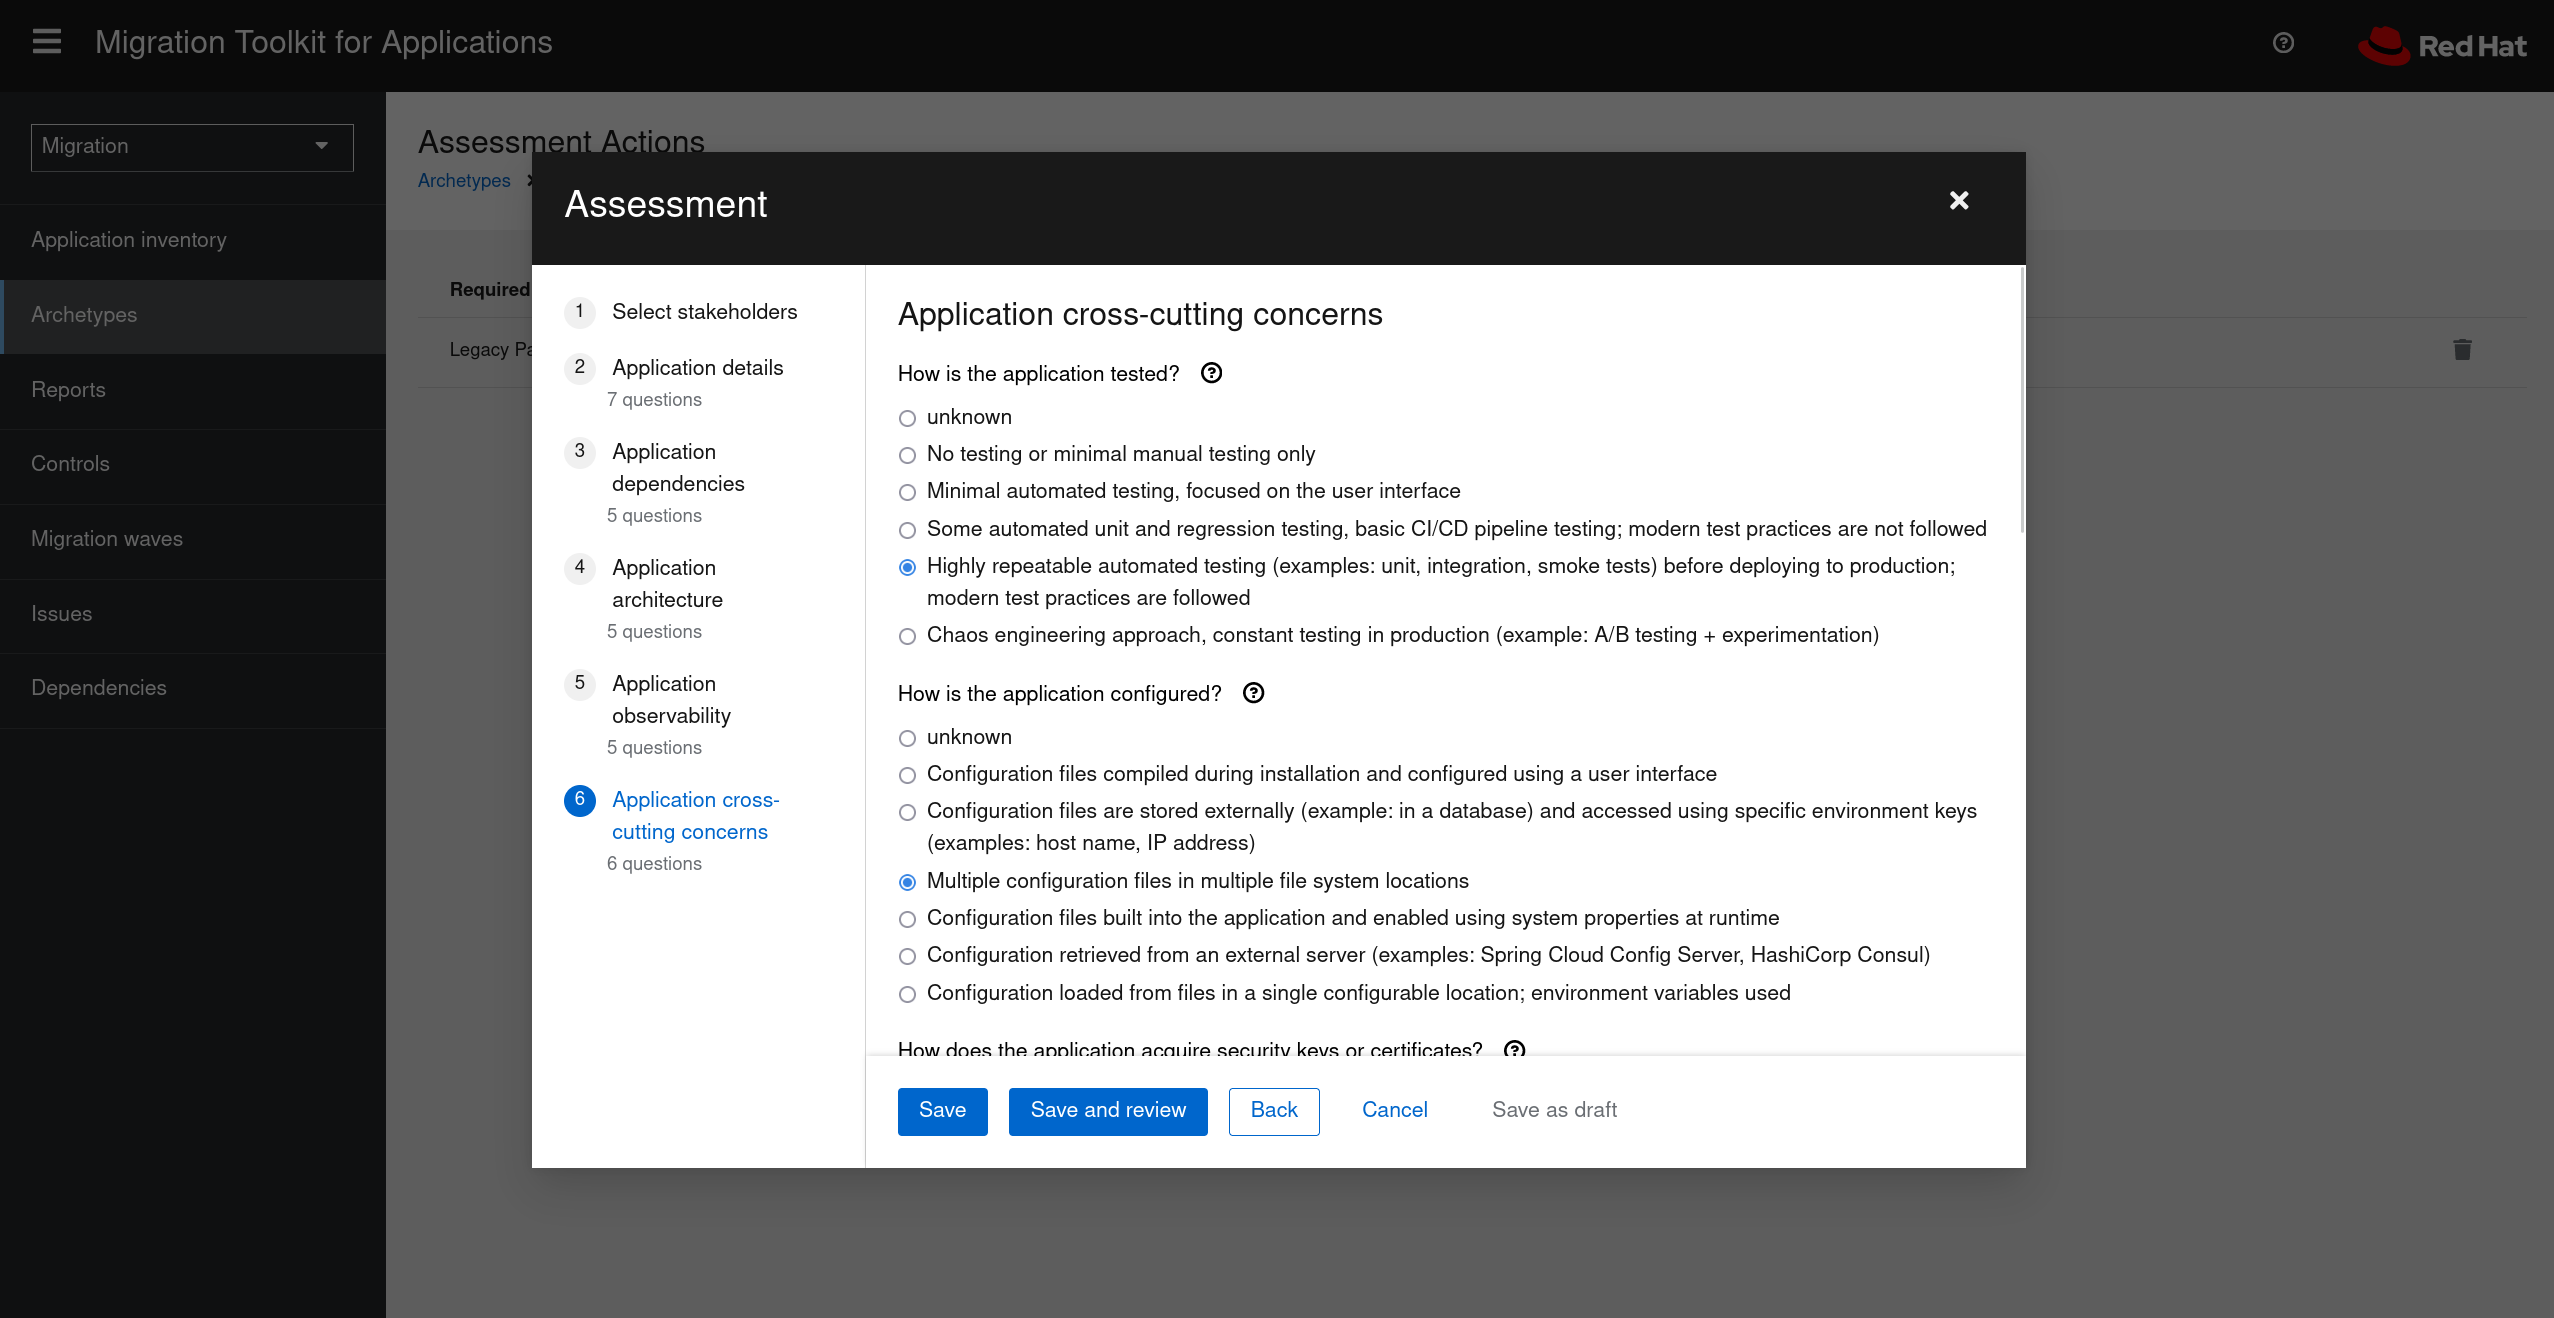 Migration Toolkit for Applications
Red Hat
Migration
Application inventory
Archetypes
Reports
Controls
Migration waves
Issues
Dependencies
Assessment Actions
Archetypes
Required
Legacy
Assessment
1 Select stakeholders
2 Application details
7 questions
3 Application
dependencies
5 questions
4 Application
architecture
5 questions
5 Application
observability
5 questions
6 Application cross-
cutting concerns
6 questions
Application cross-cutting concerns
How is the application tested?
unknown
No testing or minimal manual testing only
Minimal automated testing, focused on the user interface
Some automated unit and regression testing, basic CI/CD pipeline testing; modern test practices are not followed
Highly repeatable automated testing (examples: unit, integration, smoke tests) before deploying to production;
modern test practices are followed
Chaos engineering approach, constant testing in production (example: A/B testing + experimentation)
How is the application configured?
unknown
Configuration files compiled during installation and configured using a user interface
Configuration files are stored externally (example: in a database) and accessed using specific environment keys
(examples: host name, IP address)
Multiple configuration files in multiple file system locations
Configuration files built into the application and enabled using system properties at runtime
Configuration retrieved from an external server (examples: Spring Cloud Config Server, HashiCorp Consul)
Configuration loaded from files in a single configurable location; environment variables used
How does the application acquire security keys or certificates?
Save
Save and review
Back
Cancel
Save as draft